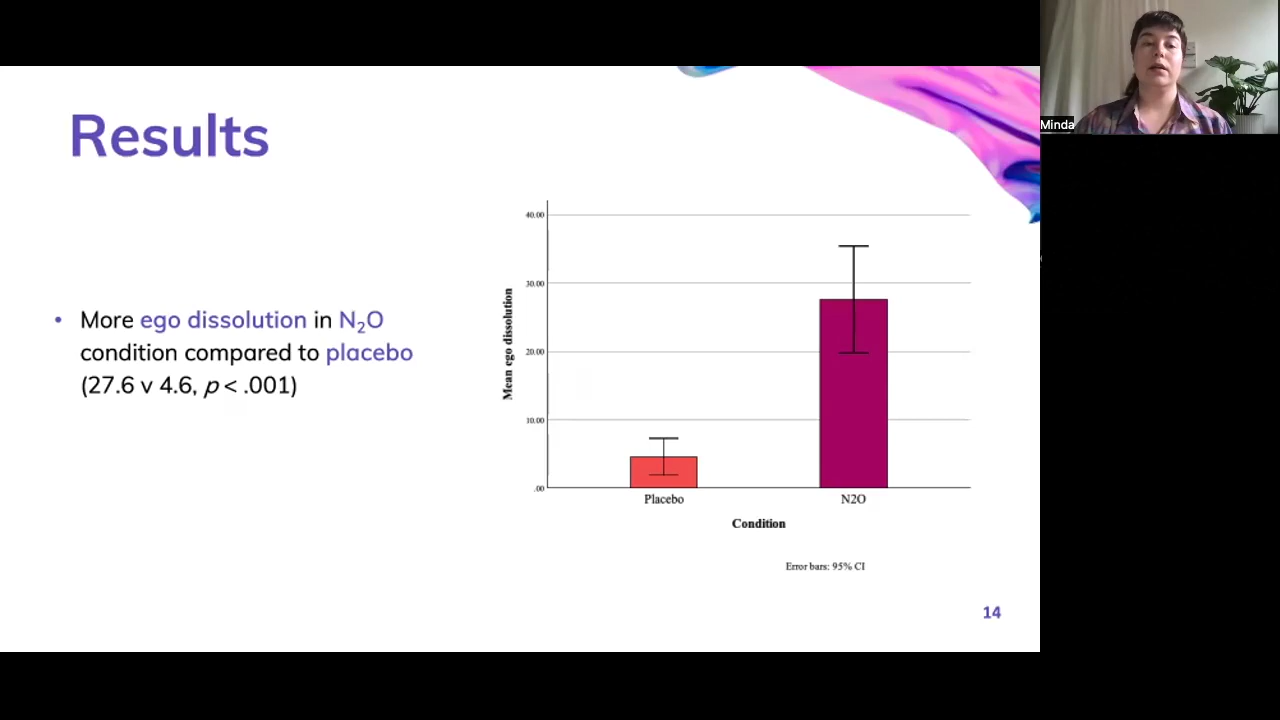 Results
• More ego dissolution in N₂O
condition compared to placebo
(27.6 v 4.6, p < .001)
Mean ego dissolution
40.00
30.00
20.00
10.00
.00
Placebo
N2O
Condition
Error bars: 95% CI
14
Minda